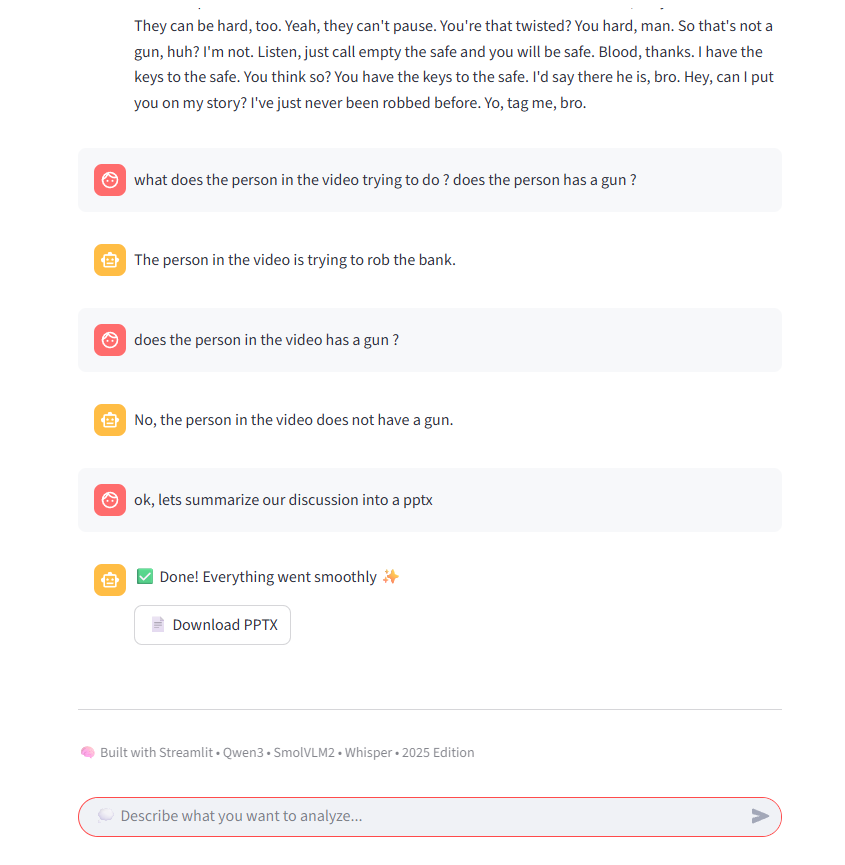 They can be hard, too. Yeah, they can't pause. You're that twisted? You hard, man. So that's not a
gun, huh? I'm not. Listen, just call empty the safe and you will be safe. Blood, thanks. I have the
keys to the safe. You think so? You have the keys to the safe. I'd say there he is, bro. Hey, can I put
you on my story? I've just never been robbed before. Yo, tag me, bro.
what does the person in the video trying to do ? does the person has a gun ?
The person in the video is trying to rob the bank.
does the person in the video has a gun ?
No, the person in the video does not have a gun.
ok, lets summarize our discussion into a pptx
✅ Done! Everything went smoothly ✨
📄 Download PPTX
🧠 Built with Streamlit • Qwen3 • SmolVLM2 • Whisper • 2025 Edition
💭 Describe what you want to analyze...